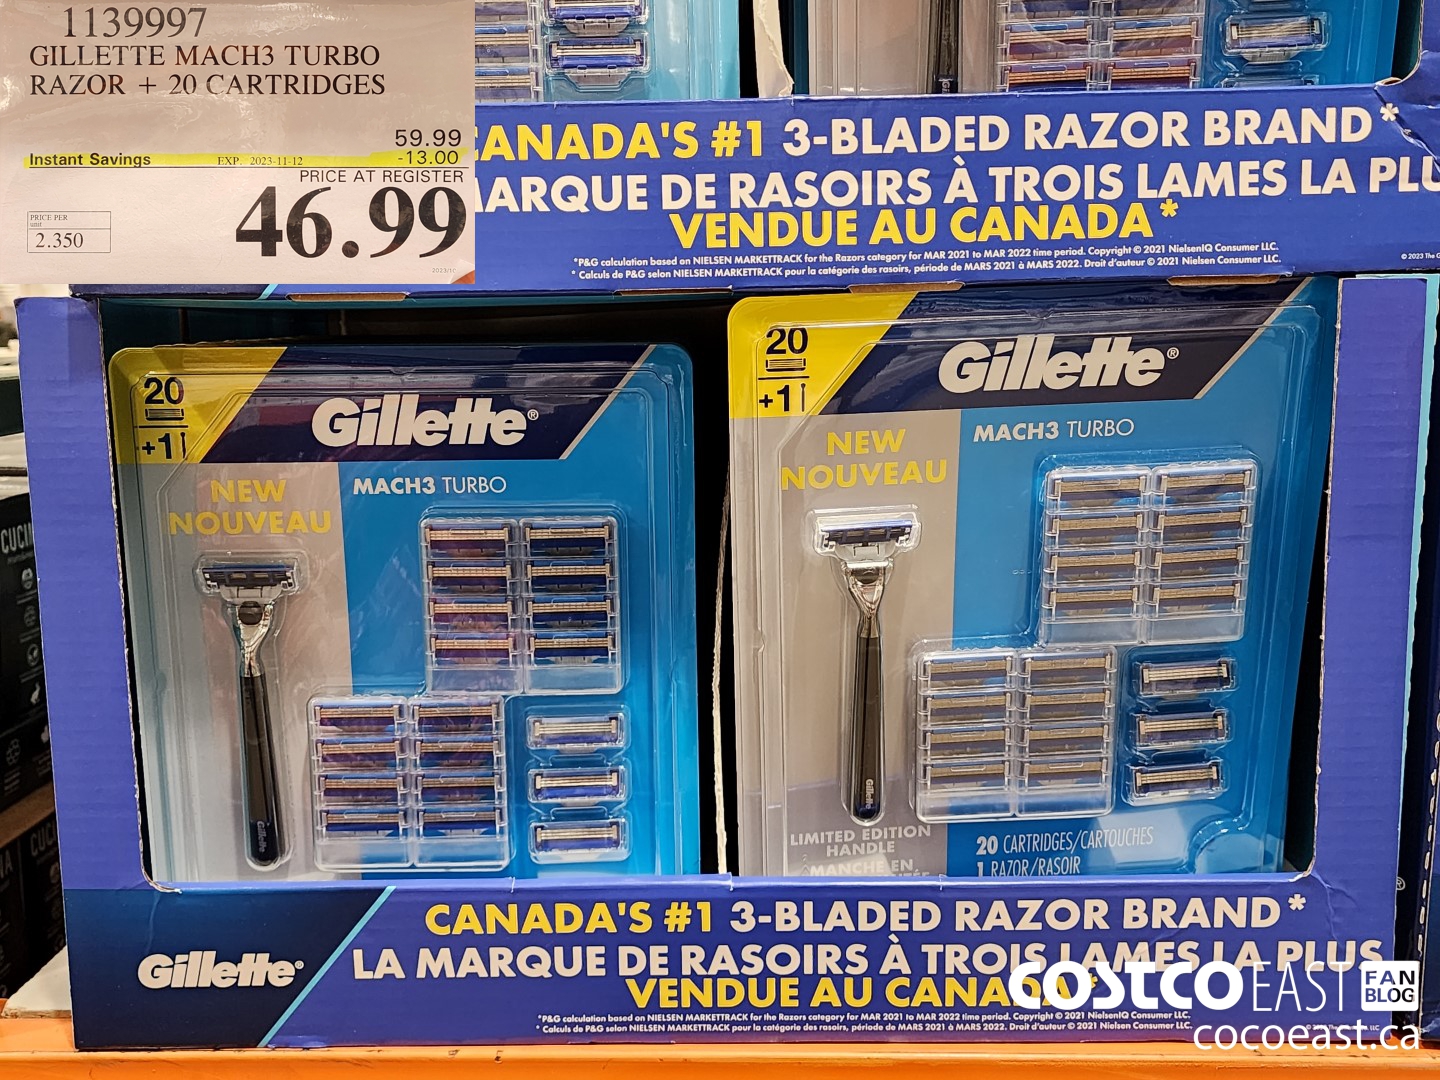 1139997
GILLETTE MACH3 TURBO
RAZOR + 20 CARTRIDGES
59.99
Instant Savings EXP. 2023-11-12 -13.00
PRICE AT REGISTER
46.99
PRICE PER
unit
2.350
CANADA'S #1 3-BLADED RAZOR BRAND*
MARQUE DE RASOIRS À TROIS LAMES LA PLU
VENDUE AU CANADA*
*P&G calculation based on NIELSEN MARKETTRACK for the Razors category for MAR 2021 to MAR 2022 time period. Copyright © 2021 NielsenIQ Consumer LLC.
* Calculs de P&G selon NIELSEN MARKETTRACK pour la catégorie des rasoirs, période de MARS 2021 à MARS 2022. Droit d'auteur © 2021 Nielsen Consumer LLC.
© 2023 The G
20
+1
Gillette®
MACH3 TURBO
NEW
NOUVEAU
Gillette
20
+1
Gillette®
MACH3 TURBO
NEW
NOUVEAU
Gillette
LIMITED EDITION
HANDLE
MANCHE EN
20 CARTRIDGES/CARTOUCHES
1 RAZOR/RASOIR
CUCI
Gillette®
CANADA'S #1 3-BLADED RAZOR BRAND*
LA MARQUE DE RASOIRS À TROIS LAMES LA PLUS
VENDUE AU CANADA*
*P&G calculation based on NIELSEN MARKETTRACK for the Razors category for MAR 2021 to MAR 2022 time period. Copyright © 2021 NielsenIQ Consumer LLC.
* Calculs de P&G selon NIELSEN MARKETTRACK pour la catégorie des rasoirs, période de MARS 2021 à MARS 2022. Droit d'auteur © 2021 Nielsen Consumer LLC.
COSTCO EAST FAN BLOG
cocoeast.ca